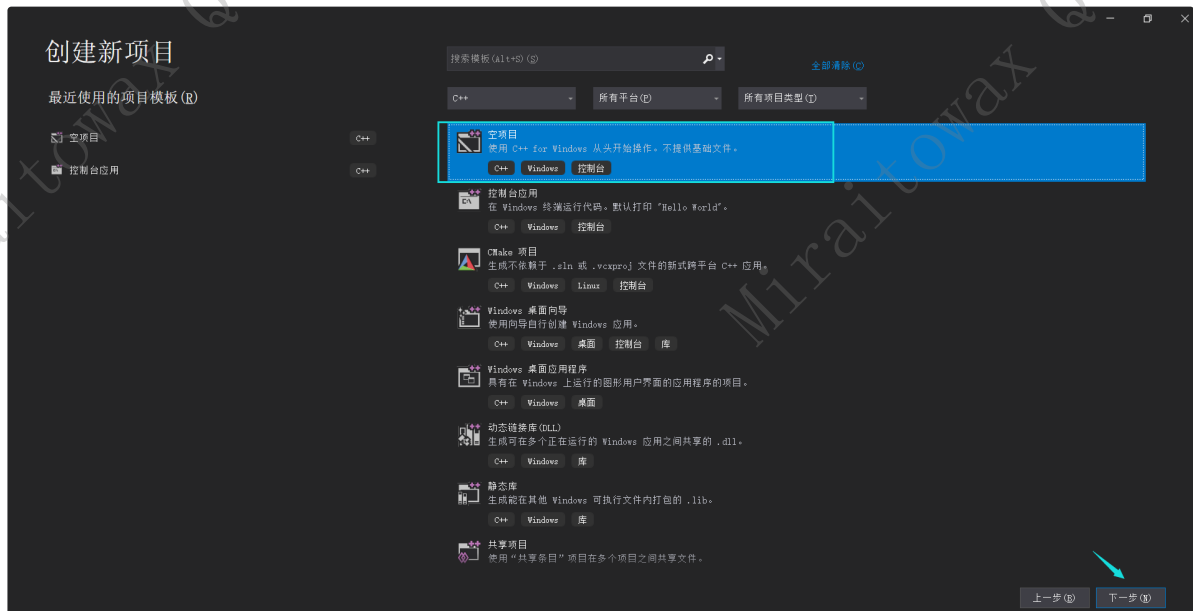 创建新项目
最近使用的项目模板(R)
空项目
C++
控制台应用
C++
搜索模板(Alt+S)(S)
全部清除(C)
C++
所有平台(P)
所有项目类型(T)
空项目
使用 C++ for Windows 从头开始操作。不提供基础文件。
C++ Windows 控制台
控制台应用
在 Windows 终端运行代码。默认打印 "Hello World"。
C++ Windows 控制台
CMake 项目
生成不依赖于 .sln 或 .vcxproj 文件的新式跨平台 C++ 应用。
C++ Windows Linux 控制台
Windows 桌面向导
使用向导自行创建 Windows 应用。
C++ Windows 桌面 控制台 库
Windows 桌面应用程序
具有在 Windows 上运行的图形用户界面的应用程序的项目。
C++ Windows 桌面
动态链接库(DLL)
生成可在多个正在运行的 Windows 应用之间共享的 .dll。
C++ Windows 库
静态库
生成能在其他 Windows 可执行文件内打包的 .lib。
C++ Windows 库
共享项目
使用“共享条目”项目在多个项目之间共享文件。
上一步(B)
下一步(N)
Miraitowax Q